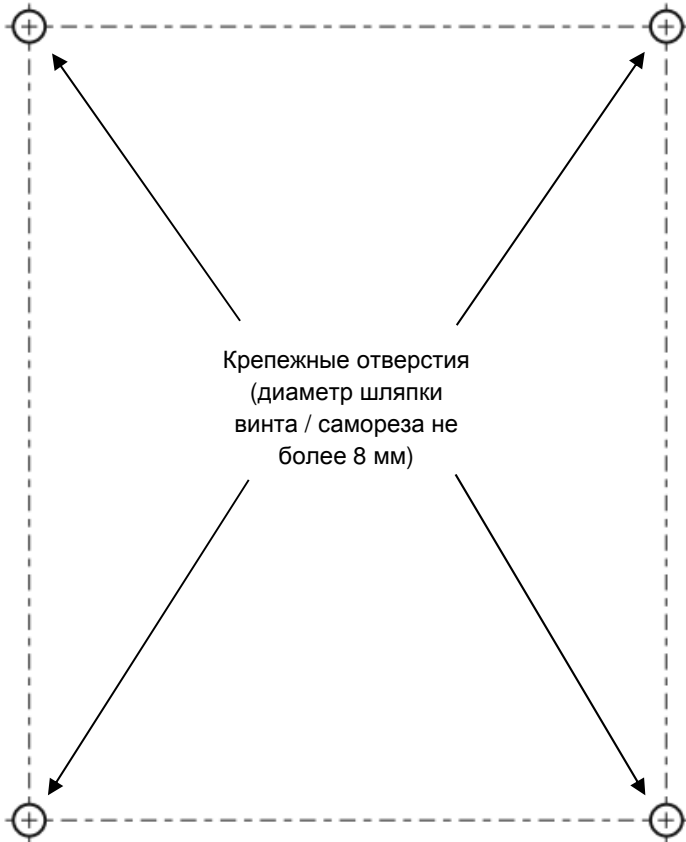 Крепежные отверстия
(диаметр шляпки
винта / самореза не
более 8 мм)